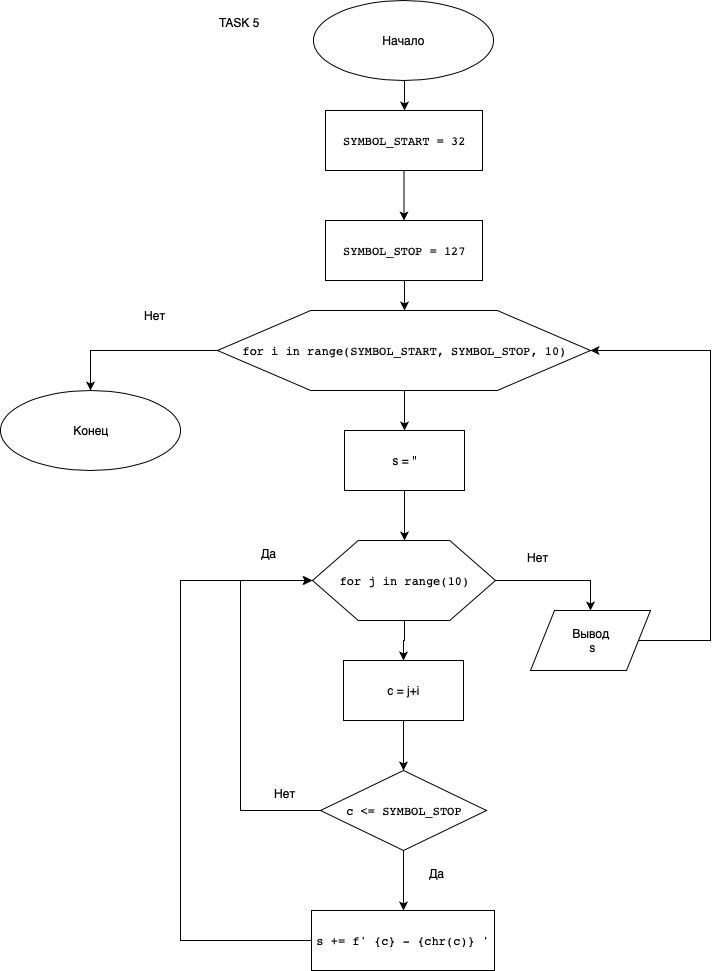 TASK 5
Начало
SYMBOL_START = 32
SYMBOL_STOP = 127
Нет
for i in range(SYMBOL_START, SYMBOL_STOP, 10)
Конец
s = "
Да
Нет
for j in range(10)
Вывод
s
c = j+i
Нет
c <= SYMBOL_STOP
Да
s += f' {c} - {chr(c)} '